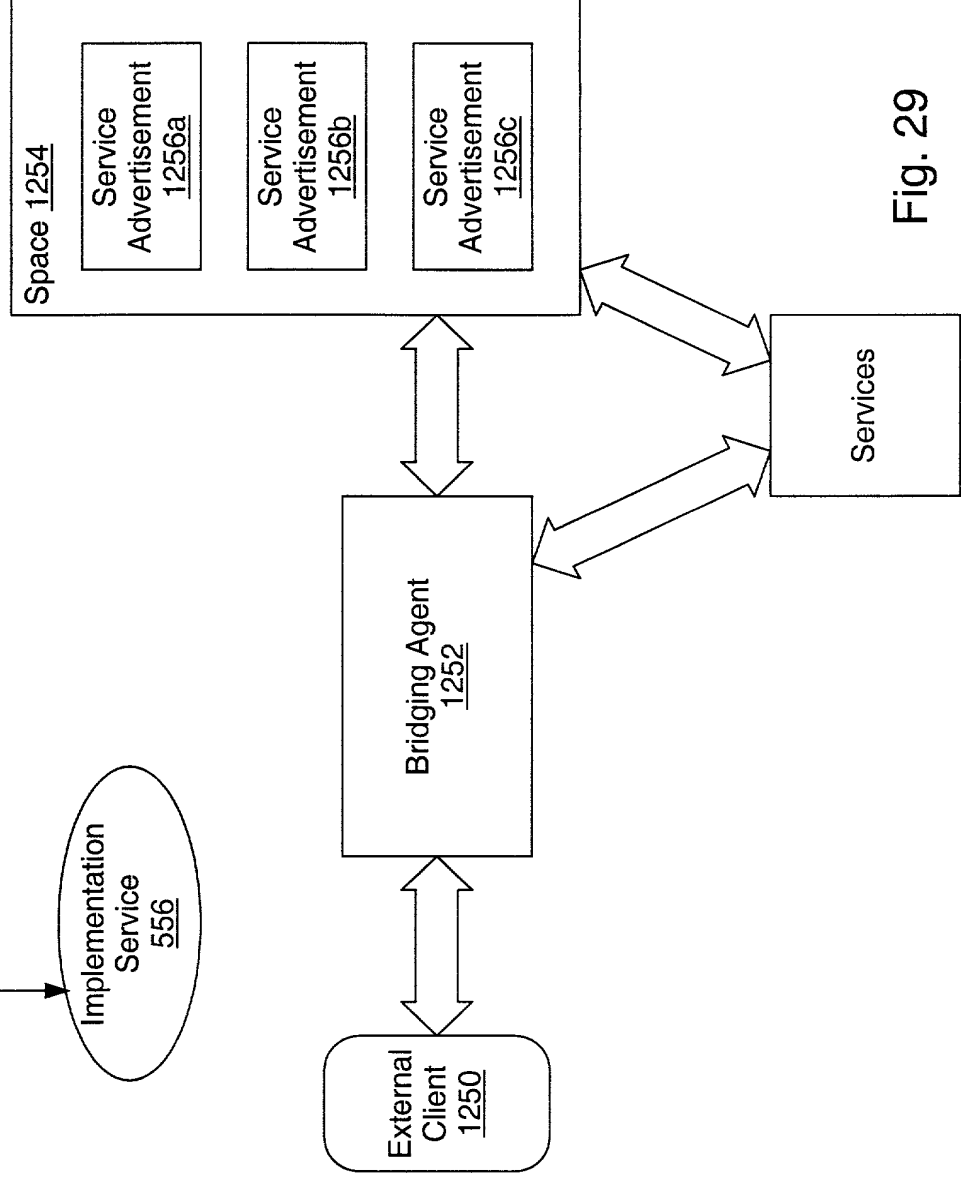 Implementation
Service
556
External
Client
1250
Bridging Agent
1252
Space 1254
Service
Advertisement
1256a
Service
Advertisement
1256b
Service
Advertisement
1256c
Services
Fig. 29